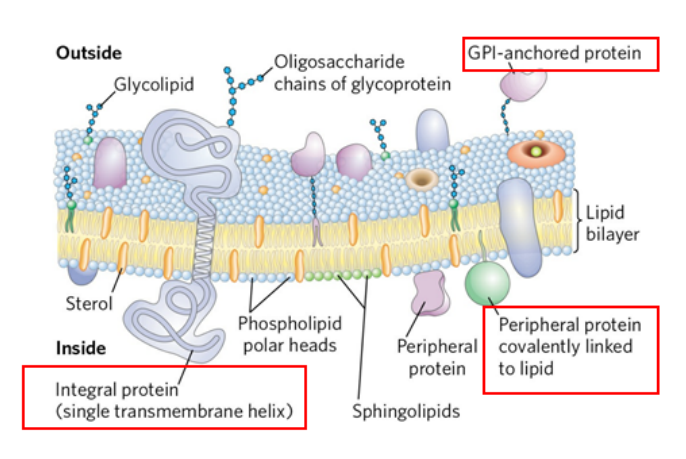 Outside
GPI-anchored protein
Oligosaccharide
chains of glycoprotein
Glycolipid
Lipid
bilayer
Sterol
Phospholipid
polar heads
Peripheral
protein
Peripheral protein
covalently linked
to lipid
Inside
Integral protein
(single transmembrane helix)
Sphingolipids